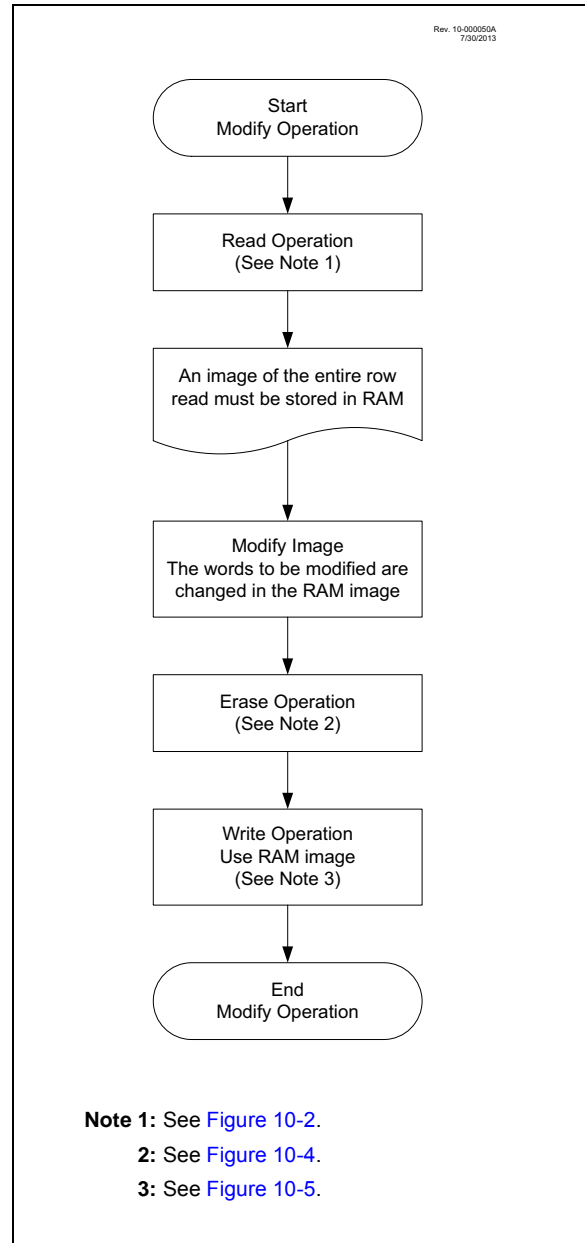 Rev. 10-000050A
7/30/2013
Start
Modify Operation
Read Operation
(See Note 1)
An image of the entire row
read must be stored in RAM
Modify Image
The words to be modified are
changed in the RAM image
Erase Operation
(See Note 2)
Write Operation
Use RAM image
(See Note 3)
End
Modify Operation
Note 1: See Figure 10-2.
2: See Figure 10-4.
3: See Figure 10-5.